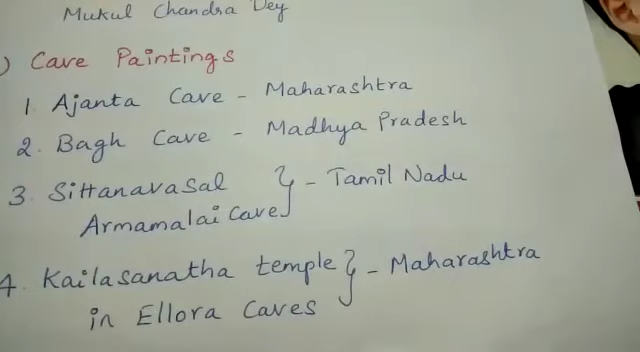 Mukul Chandra Dey
) Cave Paintings
1. Ajanta Cave - Maharashtra
2. Bagh Cave - Madhya Pradesh
3. Sittanavasal } - Tamil Nadu
Armamalai cave
4. Kailasanatha temple } - Maharashtra
in Ellora Caves